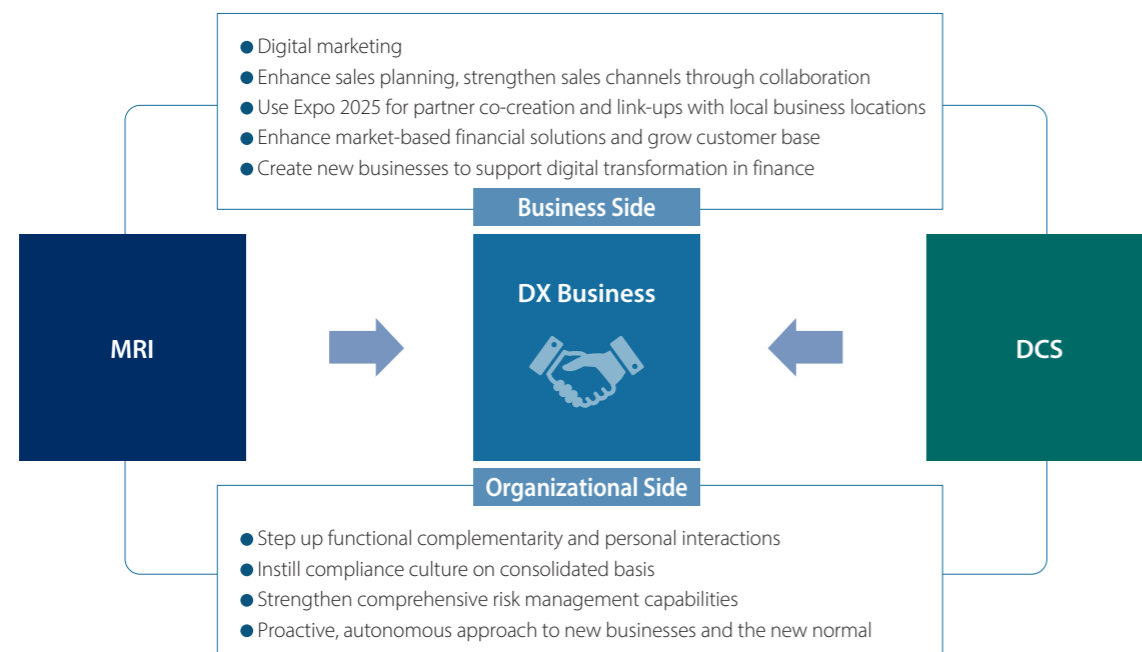 ● Digital marketing
● Enhance sales planning, strengthen sales channels through collaboration
● Use Expo 2025 for partner co-creation and link-ups with local business locations
● Enhance market-based financial solutions and grow customer base
● Create new businesses to support digital transformation in finance
Business Side
MRI
DX Business
DCS
Organizational Side
● Step up functional complementarity and personal interactions
● Instill compliance culture on consolidated basis
● Strengthen comprehensive risk management capabilities
● Proactive, autonomous approach to new businesses and the new normal